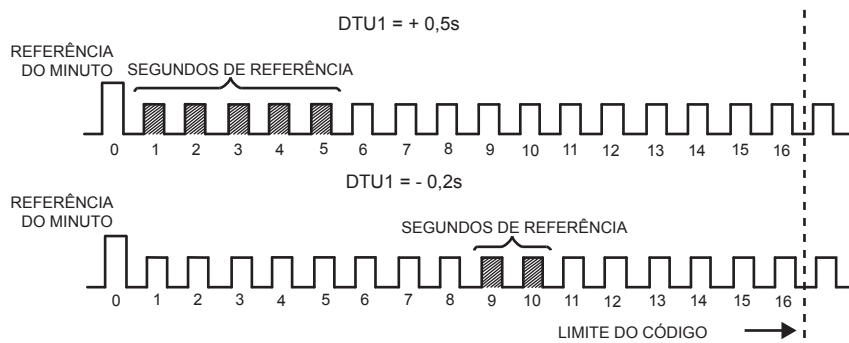 DTU1 = + 0,5s
REFERÊNCIA
DO MINUTO
SEGUNDOS DE REFERÊNCIA
0 1 2 3 4 5 6 7 8 9 10 11 12 13 14 15 16
DTU1 = - 0,2s
REFERÊNCIA
DO MINUTO
SEGUNDOS DE REFERÊNCIA
0 1 2 3 4 5 6 7 8 9 10 11 12 13 14 15 16
LIMITE DO CÓDIGO